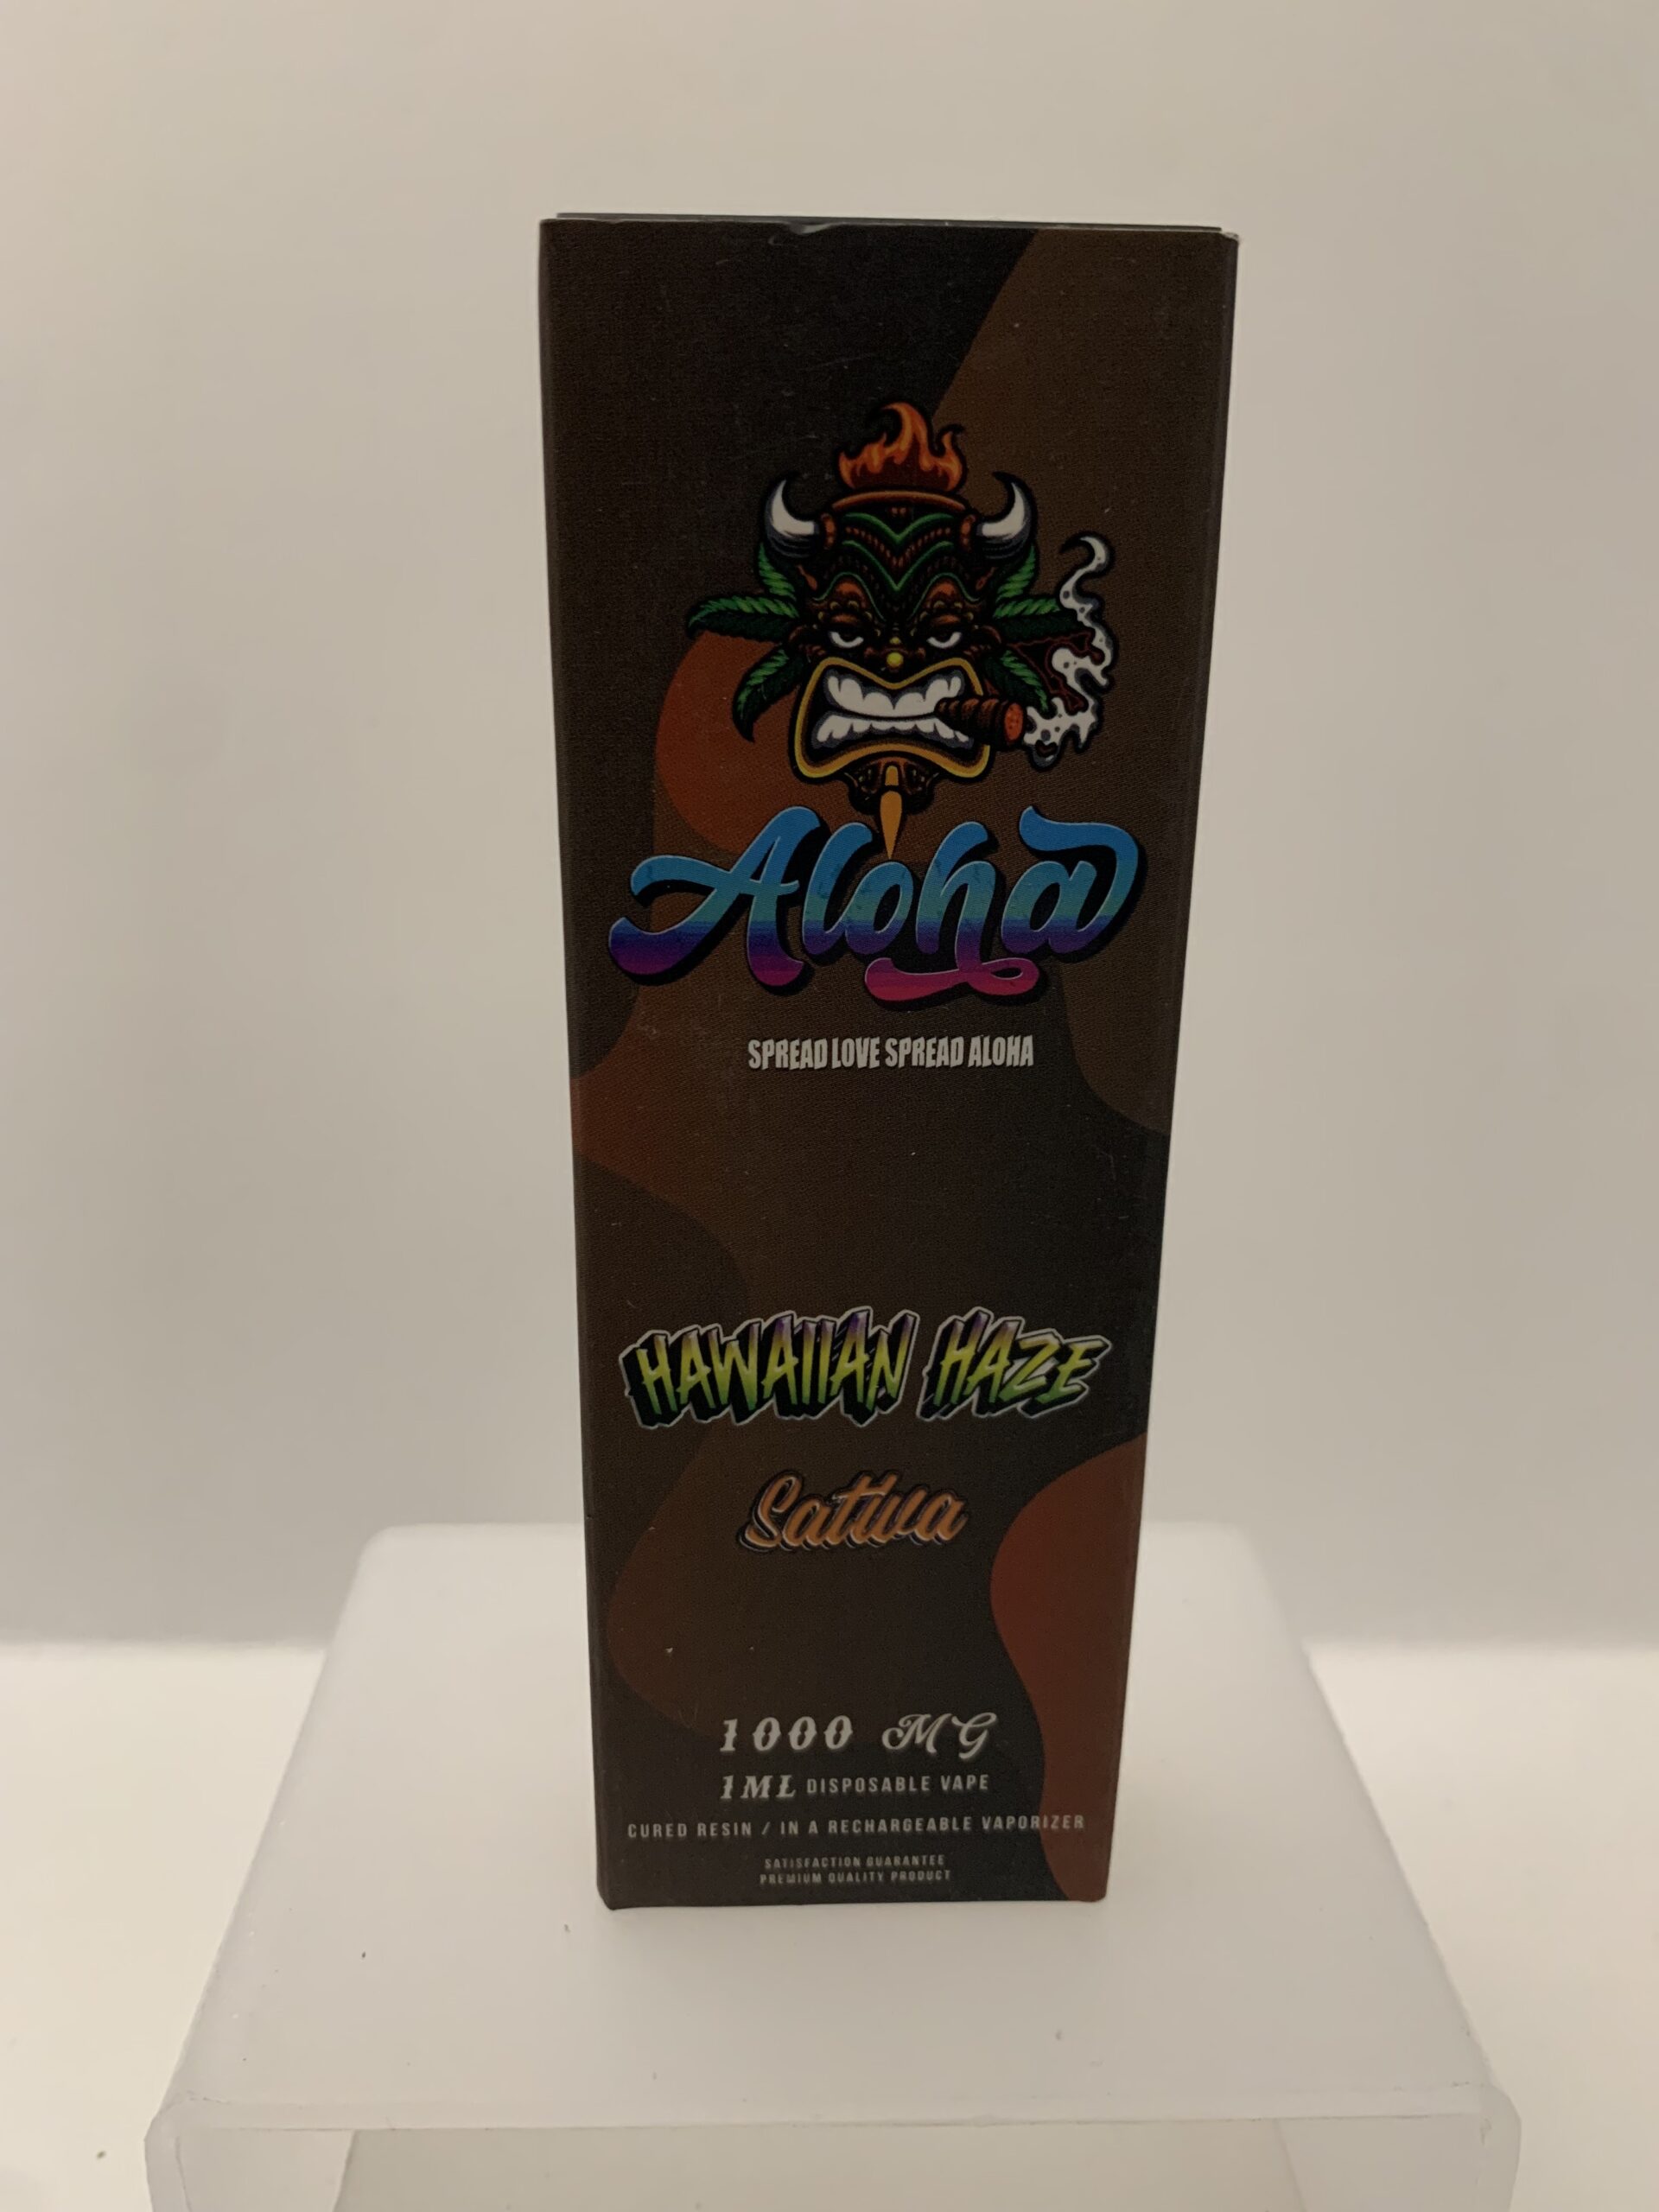 Aloha
SPREAD LOVE SPREAD ALOHA
HAWAIIAN HAZE
Sativa
1000 MG
1ML DISPOSABLE VAPE
CURED RESIN / IN A RECHARGEABLE VAPORIZER
SATISFACTION GUARANTEE
PREMIUM QUALITY PRODUCT